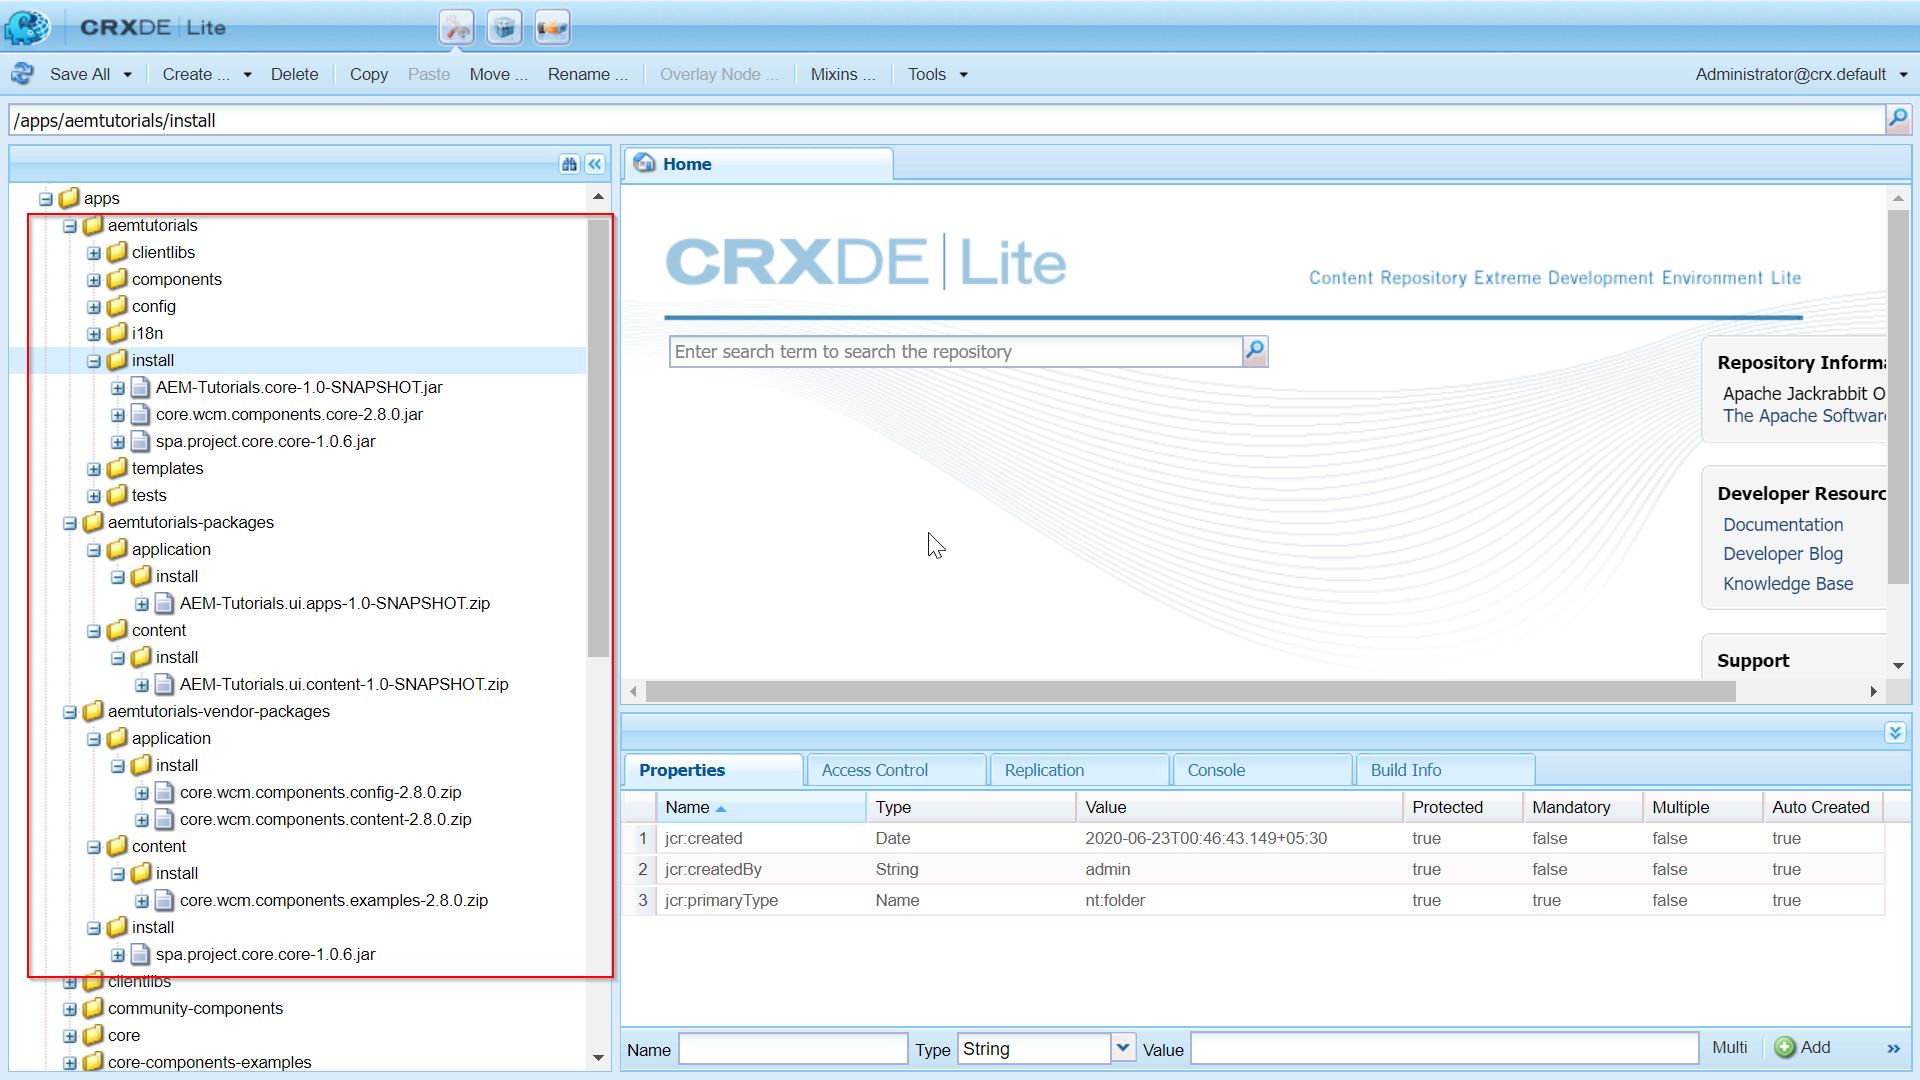 CRXDE | Lite
Save All Create ... Delete Copy Paste Move ... Rename ... Overlay Node ... Mixins ... Tools Administrator@crx.default
/apps/aemtutorials/install
apps
aemtutorials
clientlibs
components
config
i18n
install
AEM-Tutorials.core-1.0-SNAPSHOT.jar
core.wcm.components.core-2.8.0.jar
spa.project.core.core-1.0.6.jar
templates
tests
aemtutorials-packages
application
install
AEM-Tutorials.ui.apps-1.0-SNAPSHOT.zip
content
install
AEM-Tutorials.ui.content-1.0-SNAPSHOT.zip
aemtutorials-vendor-packages
application
install
core.wcm.components.config-2.8.0.zip
core.wcm.components.content-2.8.0.zip
content
install
core.wcm.components.examples-2.8.0.zip
install
spa.project.core.core-1.0.6.jar
clientlibs
community-components
core
core-components-examples
Home
CRXDE | Lite
Content Repository Extreme Development Environment Lite
Enter search term to search the repository
Repository Informa
Apache Jackrabbit O
The Apache Software
Developer Resourc
Documentation
Developer Blog
Knowledge Base
Support
Properties Access Control Replication Console Build Info
Name Type Value Protected Mandatory Multiple Auto Created
1 jcr:created Date 2020-06-23T00:46:43.149+05:30 true false false true
2 jcr:createdBy String admin true false false true
3 jcr:primaryType Name nt:folder true true false true
Name Type String Value Multi Add